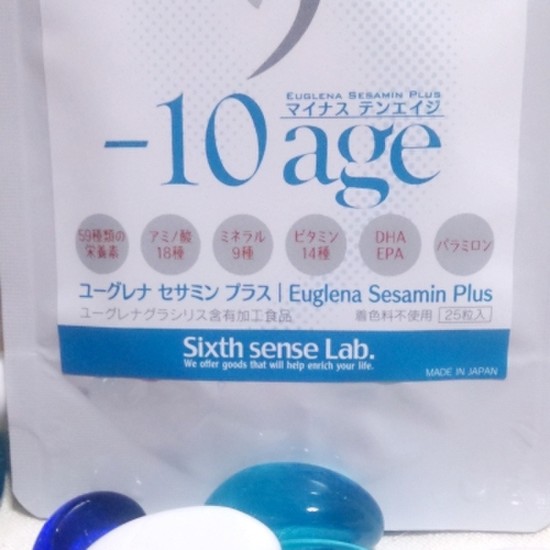 EUGLENA SESAMIN PLUS
マイナス テンエイジ
-10 age
59種類の
栄養素
アミノ酸
18種
ミネラル
9種
ビタミン
14種
DHA
EPA
パラミロン
ユーグレナ セサミン プラス | Euglena Sesamin Plus
ユーグレナグラシリス含有加工食品 着色料不使用 25粒入
Sixth sense Lab.
We offer goods that will help enrich your life.
MADE IN JAPAN